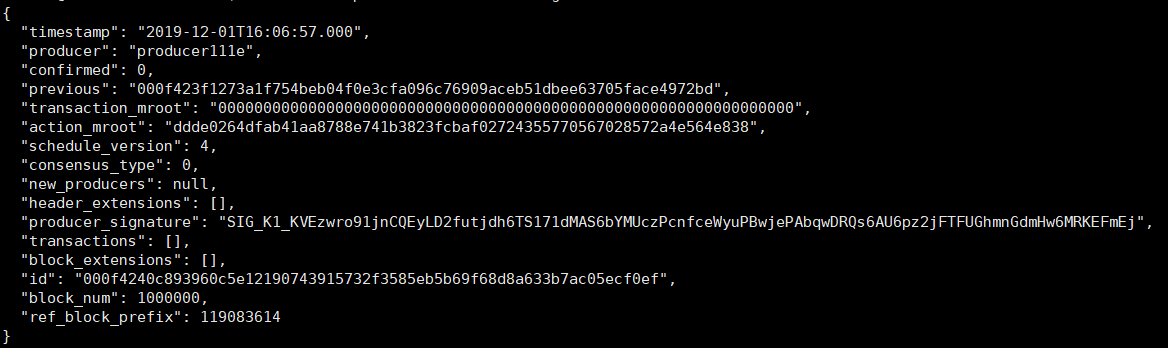 {
  "timestamp": "2019-12-01T16:06:57.000",
  "producer": "producer111e",
  "confirmed": 0,
  "previous": "000f423f1273a1f754beb04f0e3cfa096c76909aceb51dbee63705face4972bd",
  "transaction_mroot": "0000000000000000000000000000000000000000000000000000000000000000",
  "action_mroot": "ddde0264dfab41aa8788e741b3823fcbaf02724355770567028572a4e564e838",
  "schedule_version": 4,
  "consensus_type": 0,
  "new_producers": null,
  "header_extensions": [],
  "producer_signature": "SIG_K1_KVEzwro91jnCQEyLD2futjdh6TS171dMAS6bYMUczPcnfceWyuPBwjePAbqwDRQs6AU6pz2jFTFUGhmnGdmHw6MRKEFmEj",
  "transactions": [],
  "block_extensions": [],
  "id": "000f4240c893960c5e12190743915732f3585eb5b69f68d8a633b7ac05ecf0ef",
  "block_num": 1000000,
  "ref_block_prefix": 119083614
}